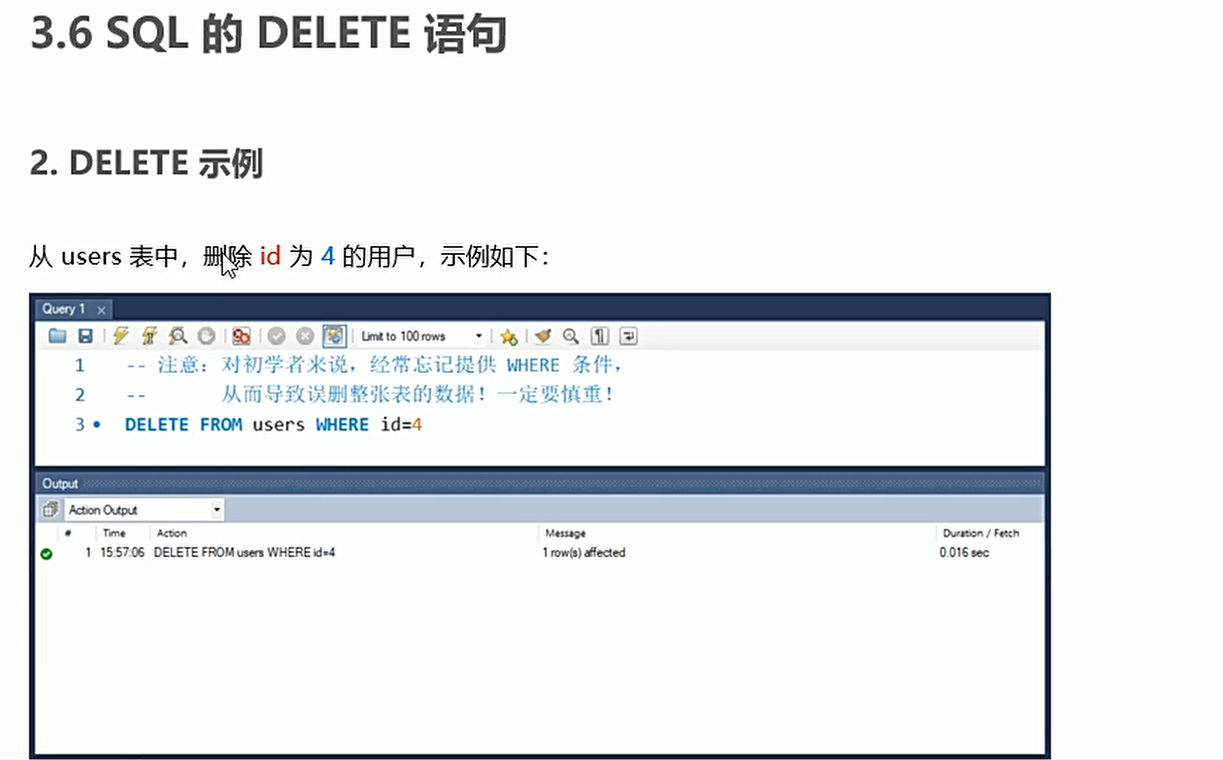 3.6 SQL 的 DELETE 语句
2. DELETE 示例
从 users 表中，删除 id 为 4 的用户，示例如下：
Query 1
Limit to 100 rows
1 -- 注意：对初学者来说，经常忘记提供 WHERE 条件，
2 -- 从而导致误删整张表的数据！一定要慎重！
3 DELETE FROM users WHERE id=4
Output
Action Output
# Time Action Message Duration / Fetch
1 15:57:06 DELETE FROM users WHERE id=4 1 row(s) affected 0.016 sec